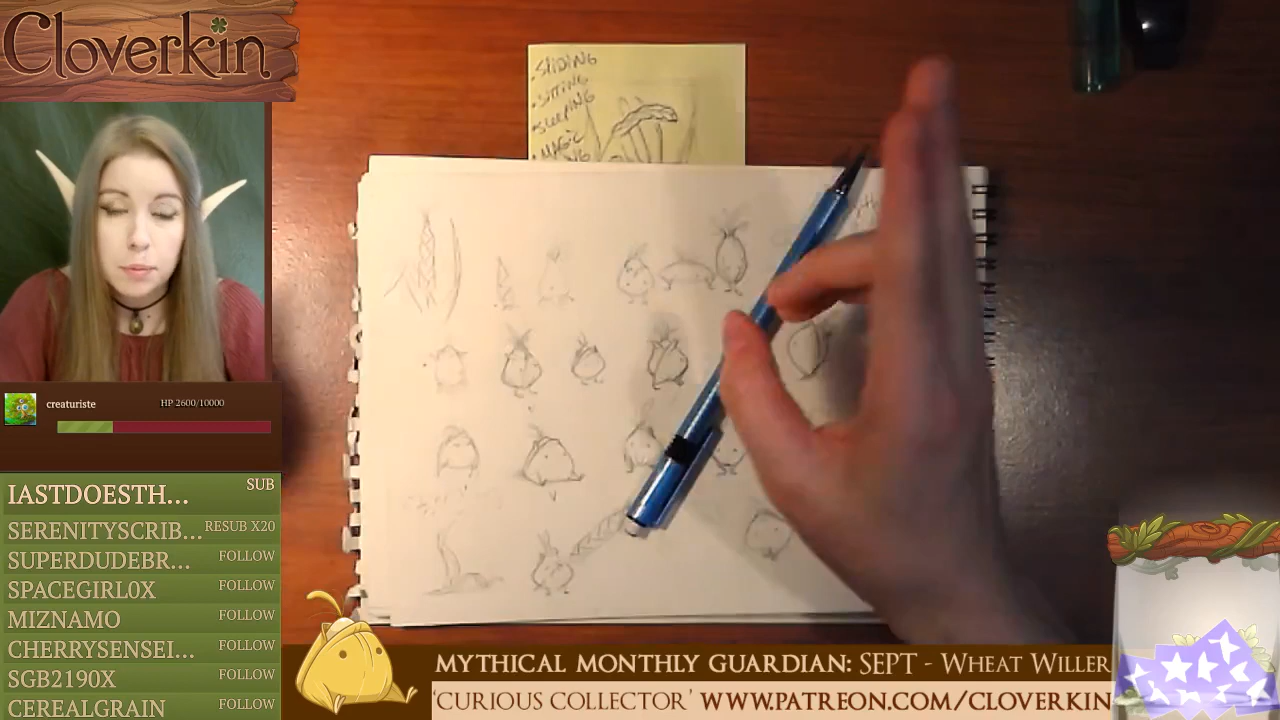 Cloverkin
• SLIDING
• SITTING
• SLEEPING
• MAGIC
creaturiste
HP 2600/10000
IASTDOESTH... SUB
SERENITYSCRIB... RESUB X20
SUPERDUDEBR... FOLLOW
SPACEGIRL0X FOLLOW
MIZNAMO FOLLOW
CHERRYSENSEI... FOLLOW
SGB2190X FOLLOW
CEREALGRAIN FOLLOW
MYTHICAL MONTHLY GUARDIAN: SEPT - WHEAT WILLER
'CURIOUS COLLECTOR' WWW.PATREON.COM/CLOVERKIN